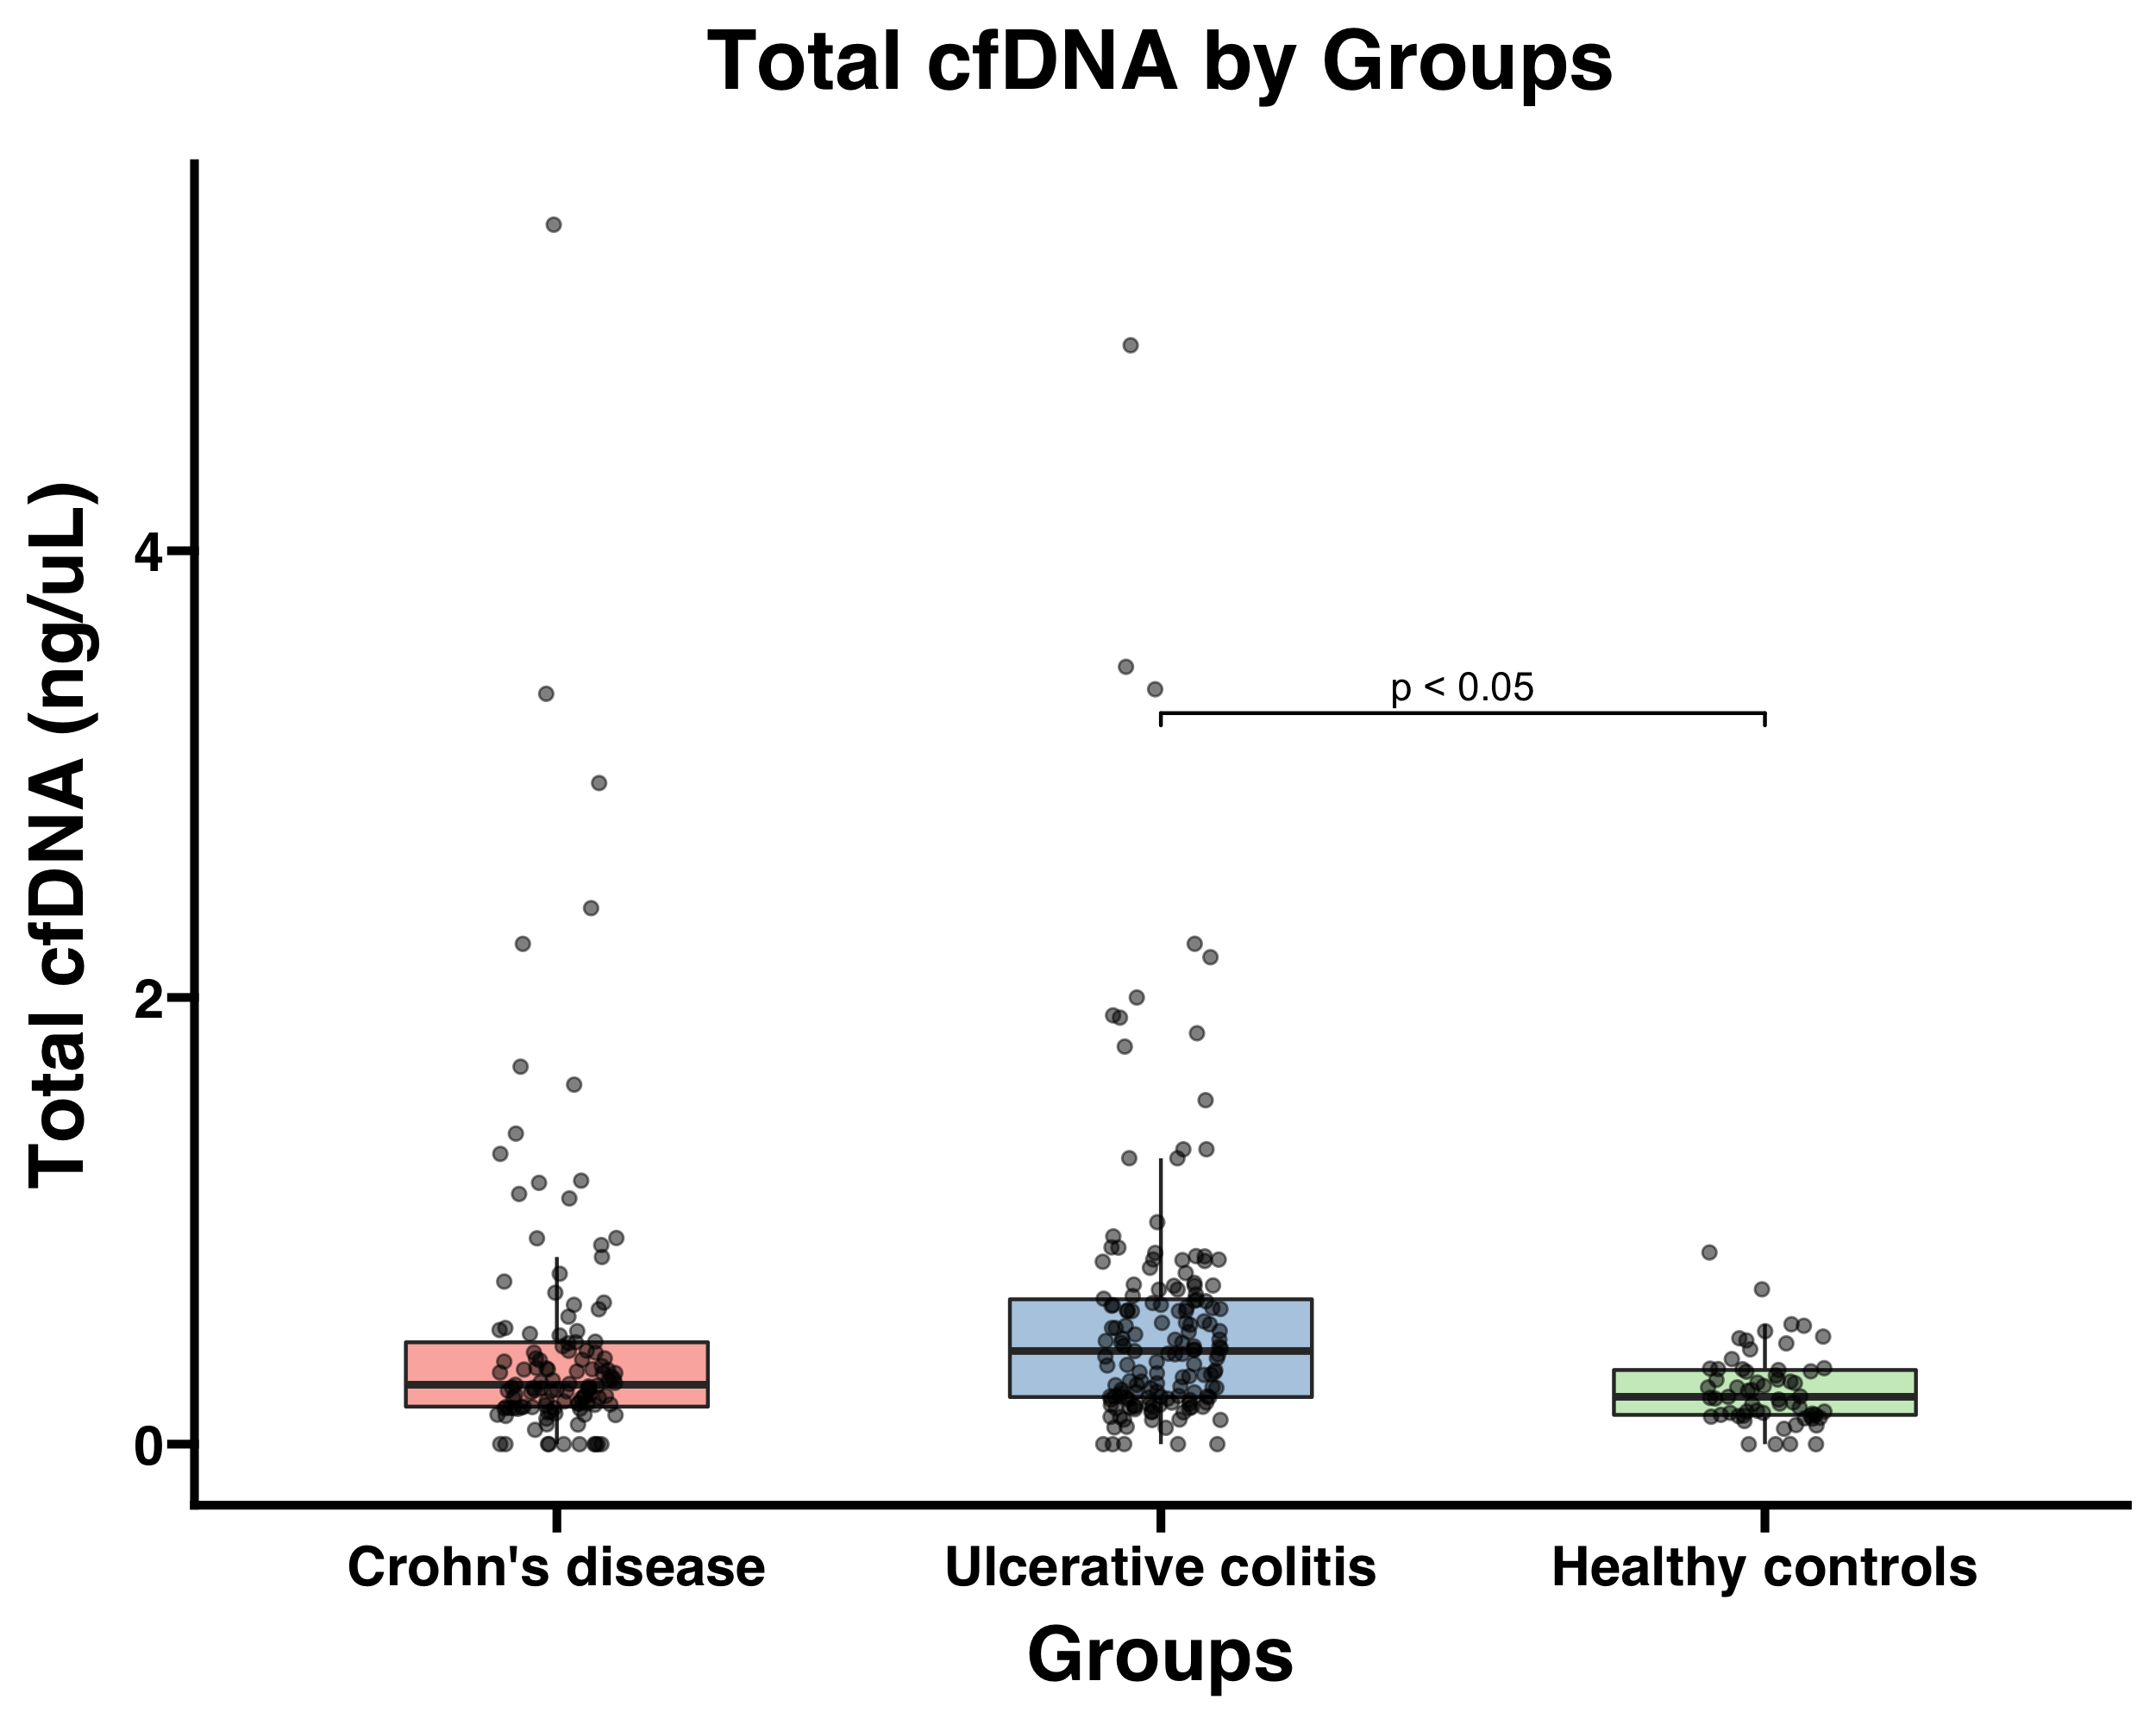 Total cfDNA by Groups
Total cfDNA (ng/uL)
4
2
0
p < 0.05
Crohn's disease
Ulcerative colitis
Healthy controls
Groups